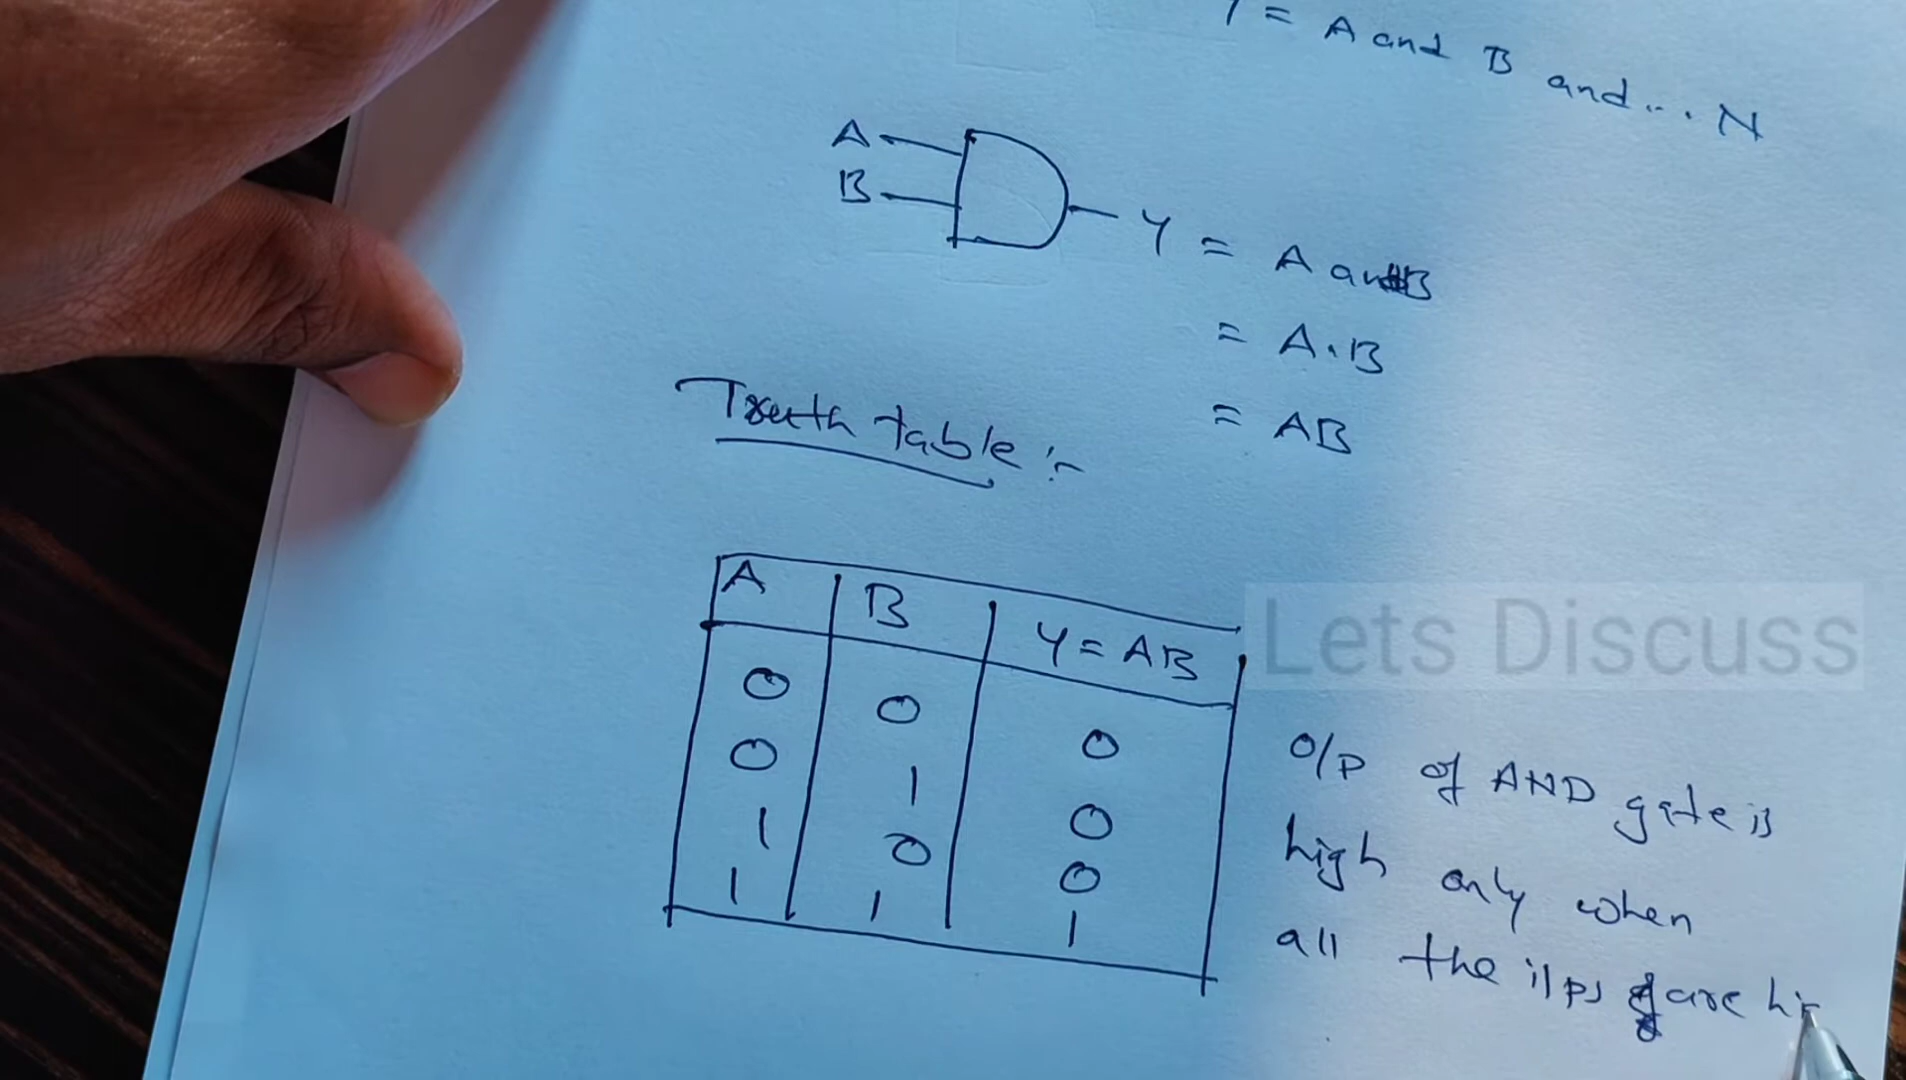 Y = A and B and... N
A
B
Y = A and B
= A.B
= AB
Truth table :-
A B Y = AB
0 0 0
0 1 0
1 0 0
1 1 1
Lets Discuss
O/P of AND gate is
high only when
all the i/ps are hi